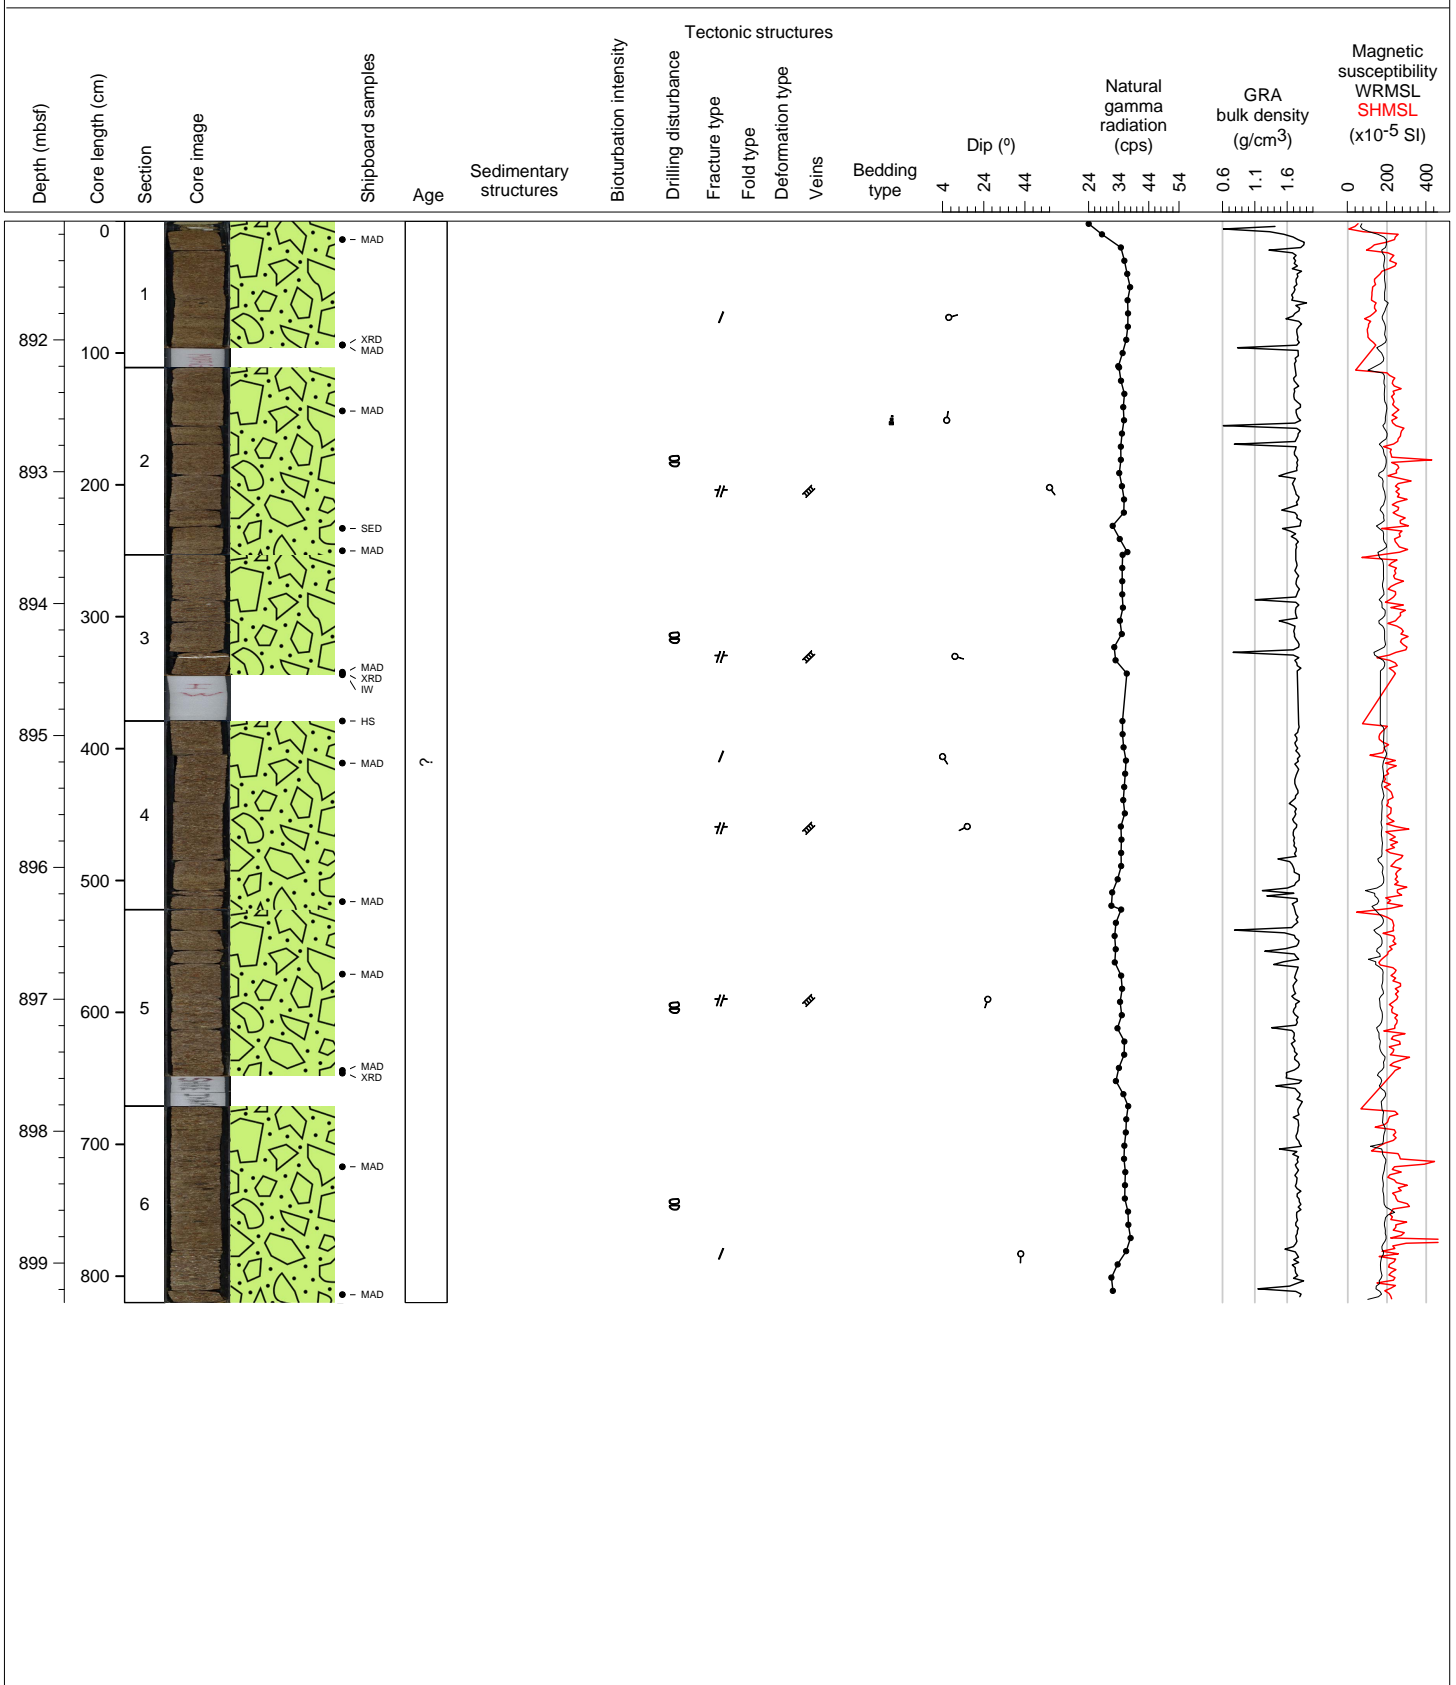 Tectonic structures
Depth (mbsf)
Core length (cm)
Section
Core image
Shipboard samples
Age
Sedimentary
structures
Bioturbation intensity
Drilling disturbance
Fracture type
Fold type
Deformation type
Veins
Bedding
type
Dip (º)
4 24 44
Natural
gamma
radiation
(cps)
24 34 44 54
GRA
bulk density
(g/cm3)
0.6 1.1 1.6
Magnetic
susceptibility
WRMSL
SHMSL
(x10-5 SI)
0 200 400
0
MAD
1
892
XRD
MAD
100
MAD
2
893
200
SED
MAD
894
300
3
MAD
XRD
IW
HS
895
400
MAD
?
4
896
500
MAD
MAD
897
600
5
MAD
XRD
898
700
MAD
6
899
800
MAD